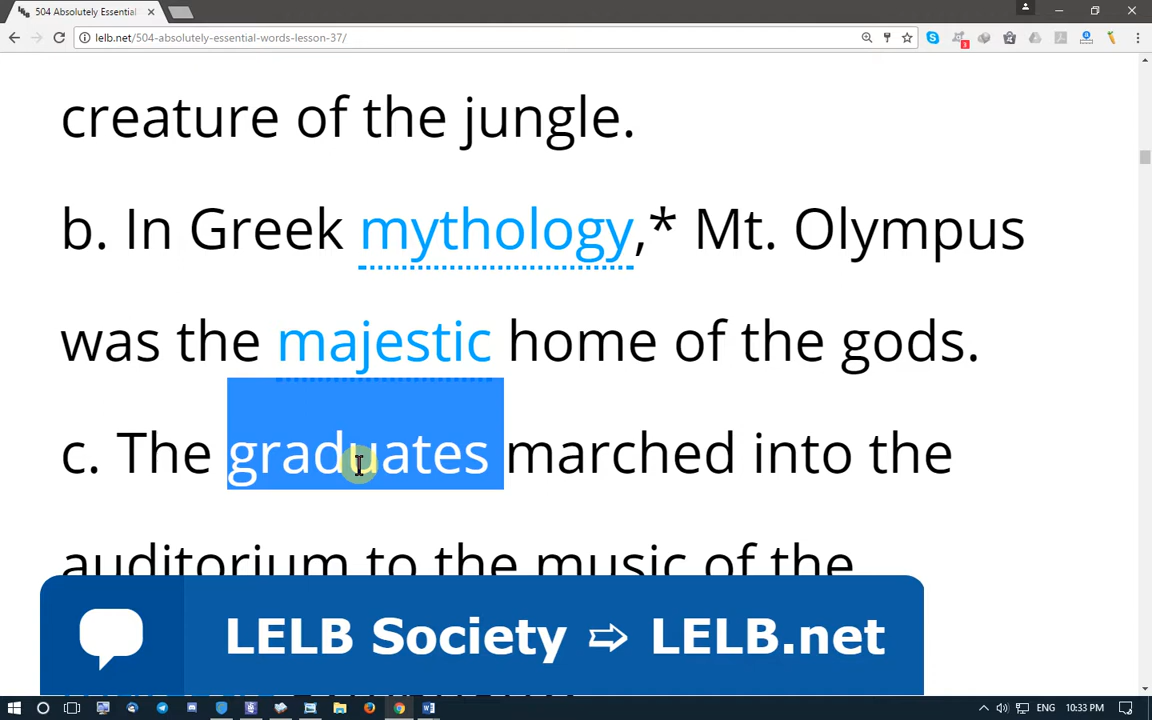 504 Absolutely Essential
lelb.net/504-absolutely-essential-words-lesson-37/
3
creature of the jungle.
b. In Greek mythology,* Mt. Olympus
was the majestic home of the gods.
c. The graduates marched into the
auditorium to the music of the
LELB Society ⇨ LELB.net
ENG 10:33 PM